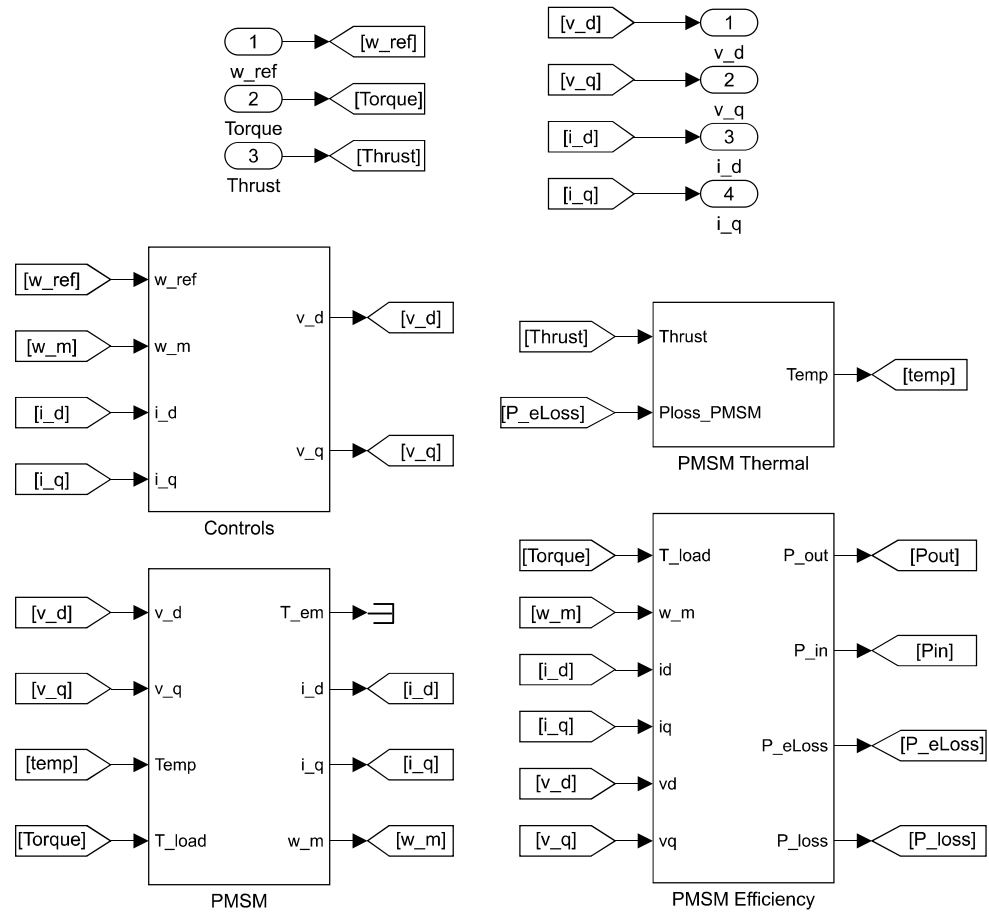 1
[w_ref]
w_ref
2
[Torque]
Torque
3
[Thrust]
Thrust
[v_d]
1
v_d
[v_q]
2
v_q
[i_d]
3
i_d
[i_q]
4
i_q
[w_ref]
w_ref
[w_m]
w_m
[i_d]
i_d
[i_q]
i_q
v_d
[v_d]
v_q
[v_q]
Controls
[Thrust]
Thrust
[P_eLoss]
Ploss_PMSM
Temp
[temp]
PMSM Thermal
[v_d]
v_d
[v_q]
v_q
[temp]
Temp
[Torque]
T_load
T_em
i_d
[i_d]
i_q
[i_q]
w_m
[w_m]
PMSM
[Torque]
T_load
[w_m]
w_m
[i_d]
id
[i_q]
iq
[v_d]
vd
[v_q]
vq
P_out
[Pout]
P_in
[Pin]
P_eLoss
[P_eLoss]
P_loss
[P_loss]
PMSM Efficiency